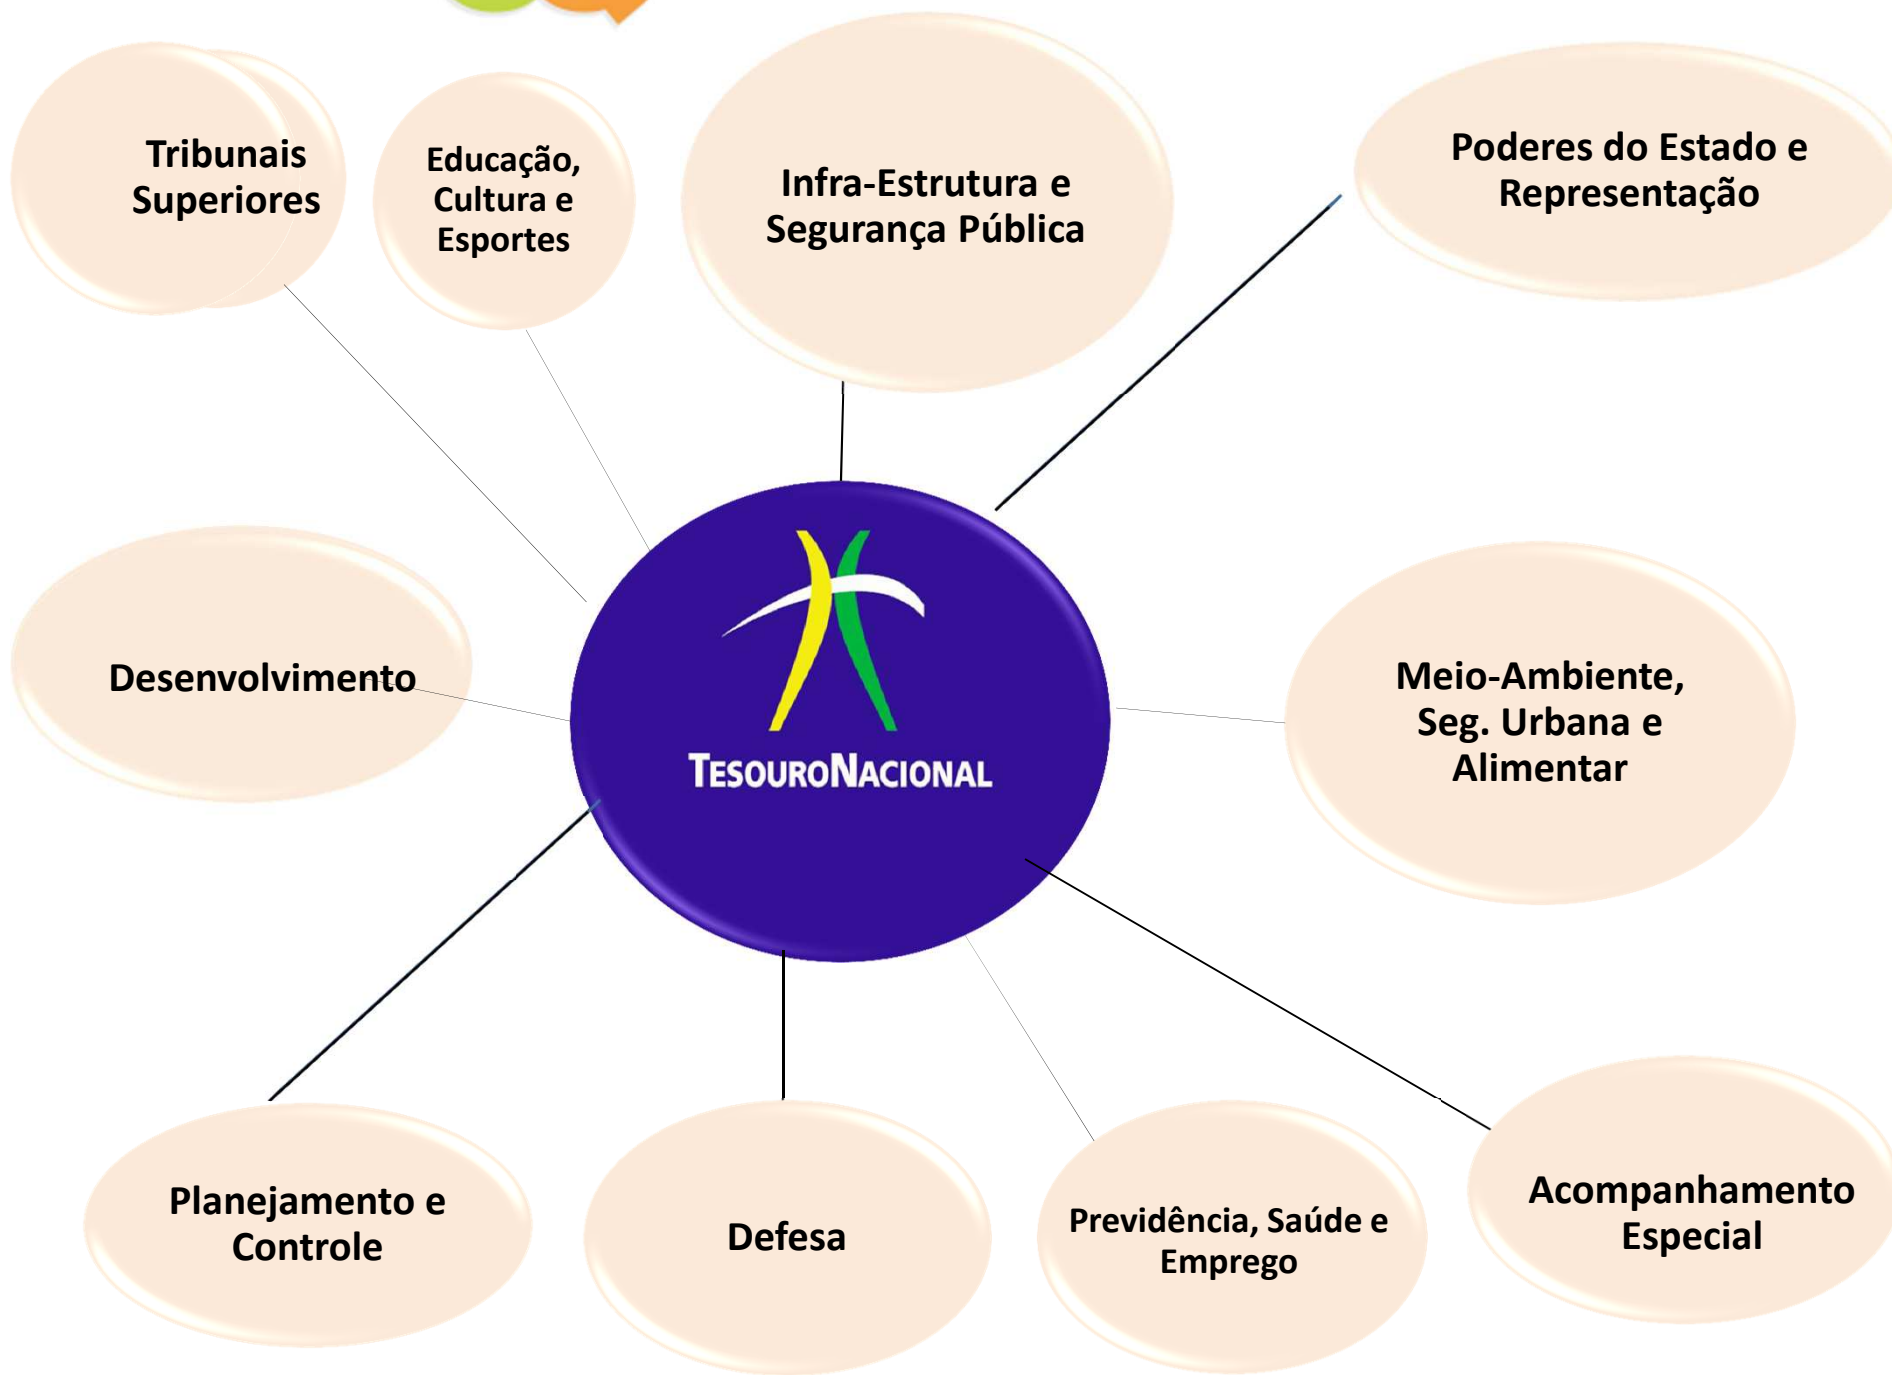 Tribunais
Superiores
Educação,
Cultura e
Esportes
Infra-Estrutura e
Segurança Pública
Poderes do Estado e
Representação
Desenvolvimento
TESOURONACIONAL
Meio-Ambiente,
Seg. Urbana e
Alimentar
Planejamento e
Controle
Defesa
Previdência, Saúde e
Emprego
Acompanhamento
Especial